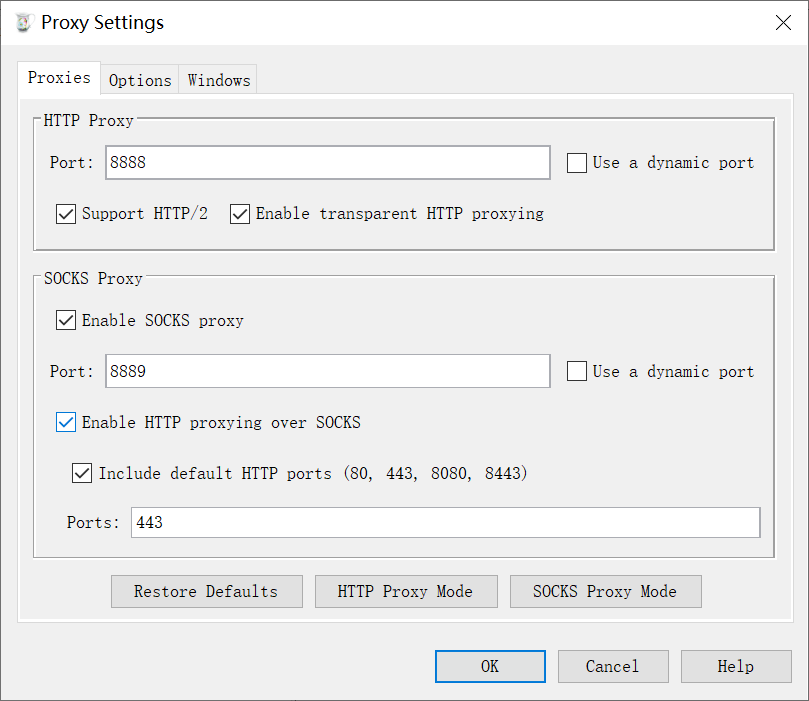 Proxy Settings
Proxies Options Windows
HTTP Proxy
Port: 8888 Use a dynamic port
Support HTTP/2 Enable transparent HTTP proxying
SOCKS Proxy
Enable SOCKS proxy
Port: 8889 Use a dynamic port
Enable HTTP proxying over SOCKS
Include default HTTP ports (80, 443, 8080, 8443)
Ports: 443
Restore Defaults HTTP Proxy Mode SOCKS Proxy Mode
OK Cancel Help